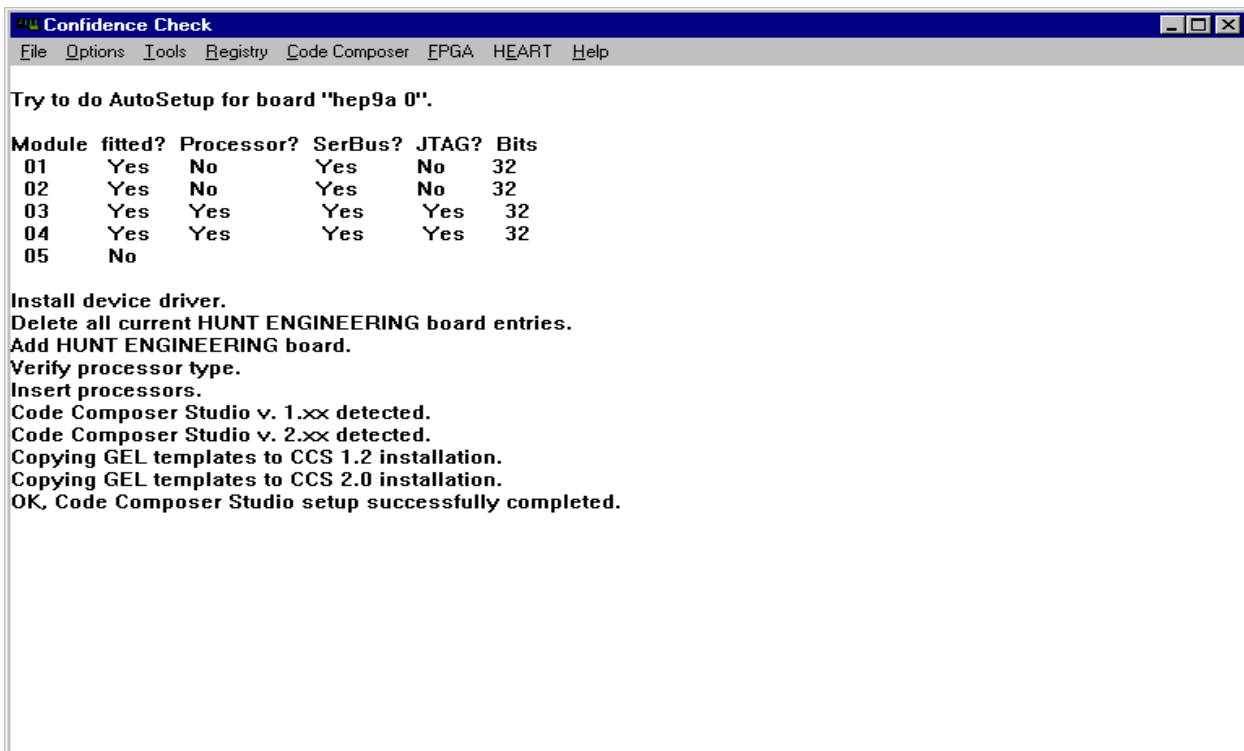 Confidence Check
File Options Tools Registry Code Composer FPGA HEART Help
Try to do AutoSetup for board "hep9a 0".
Module fitted? Processor? SerBus? JTAG? Bits
01 Yes No Yes No 32
02 Yes No Yes No 32
03 Yes Yes Yes Yes 32
04 Yes Yes Yes Yes 32
05 No
Install device driver.
Delete all current HUNT ENGINEERING board entries.
Add HUNT ENGINEERING board.
Verify processor type.
Insert processors.
Code Composer Studio v. 1.xx detected.
Code Composer Studio v. 2.xx detected.
Copying GEL templates to CCS 1.2 installation.
Copying GEL templates to CCS 2.0 installation.
OK, Code Composer Studio setup successfully completed.